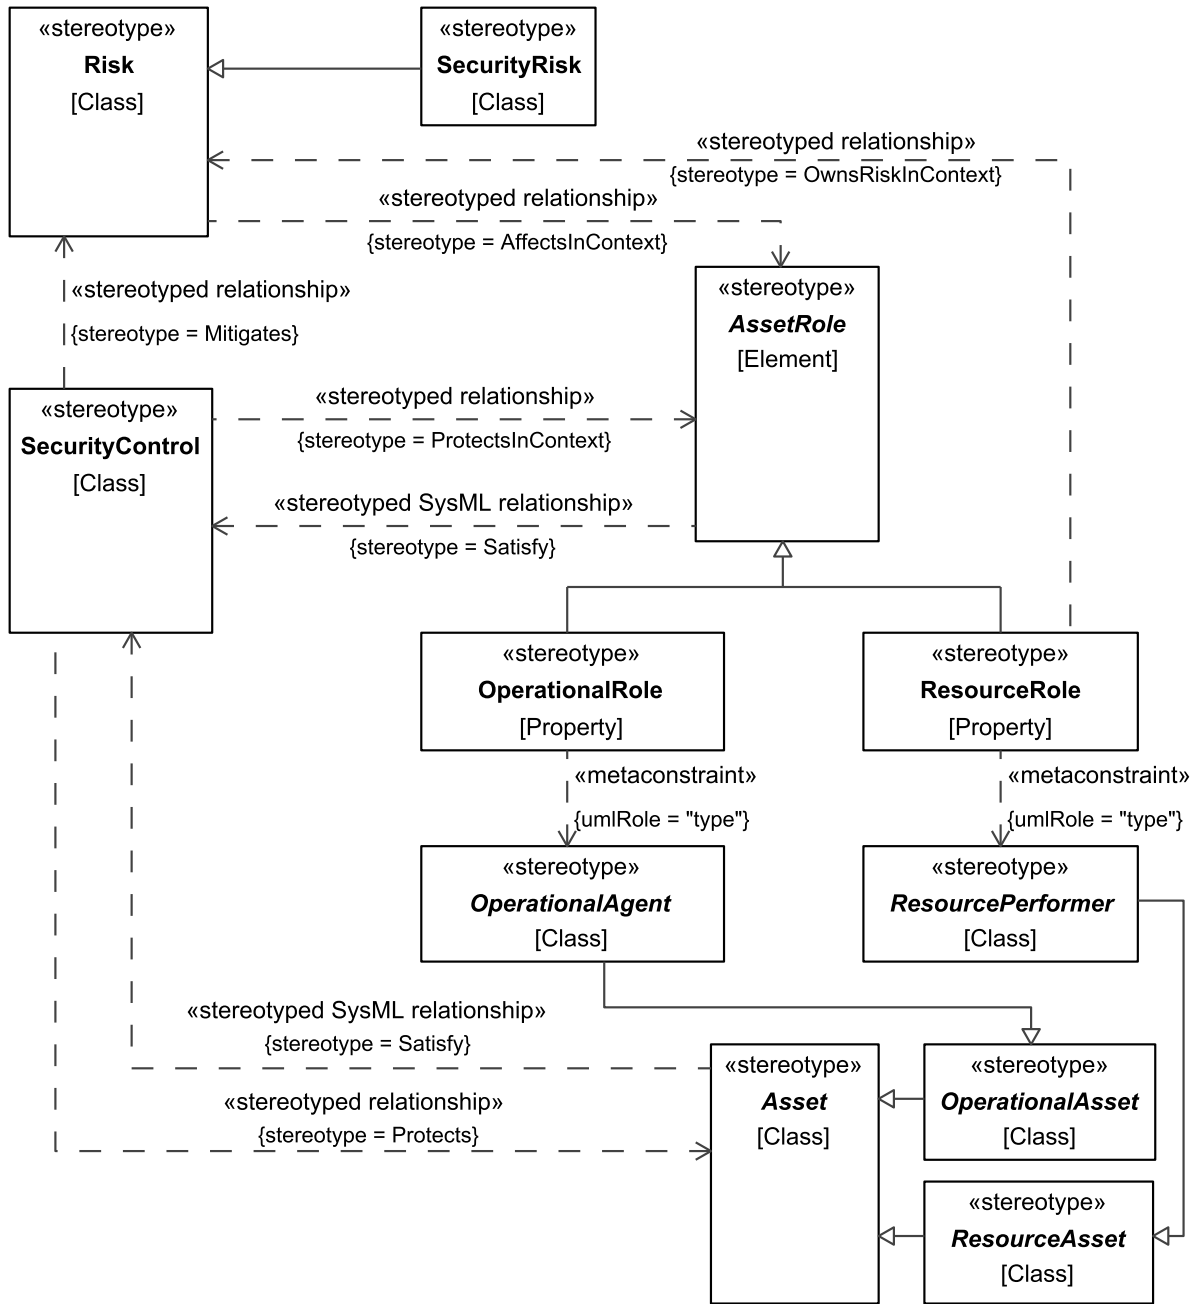 «stereotype»
Risk
[Class]
«stereotype»
SecurityRisk
[Class]
«stereotyped relationship»
{stereotype = OwnsRiskInContext}
«stereotyped relationship»
{stereotype = AffectsInContext}
«stereotyped relationship»
{stereotype = Mitigates}
«stereotype»
AssetRole
[Element]
«stereotype»
SecurityControl
[Class]
«stereotyped relationship»
{stereotype = ProtectsInContext}
«stereotyped SysML relationship»
{stereotype = Satisfy}
«stereotype»
OperationalRole
[Property]
«stereotype»
ResourceRole
[Property]
«metaconstraint»
{umlRole = "type"}
«metaconstraint»
{umlRole = "type"}
«stereotype»
OperationalAgent
[Class]
«stereotype»
ResourcePerformer
[Class]
«stereotyped SysML relationship»
{stereotype = Satisfy}
«stereotyped relationship»
{stereotype = Protects}
«stereotype»
Asset
[Class]
«stereotype»
OperationalAsset
[Class]
«stereotype»
ResourceAsset
[Class]